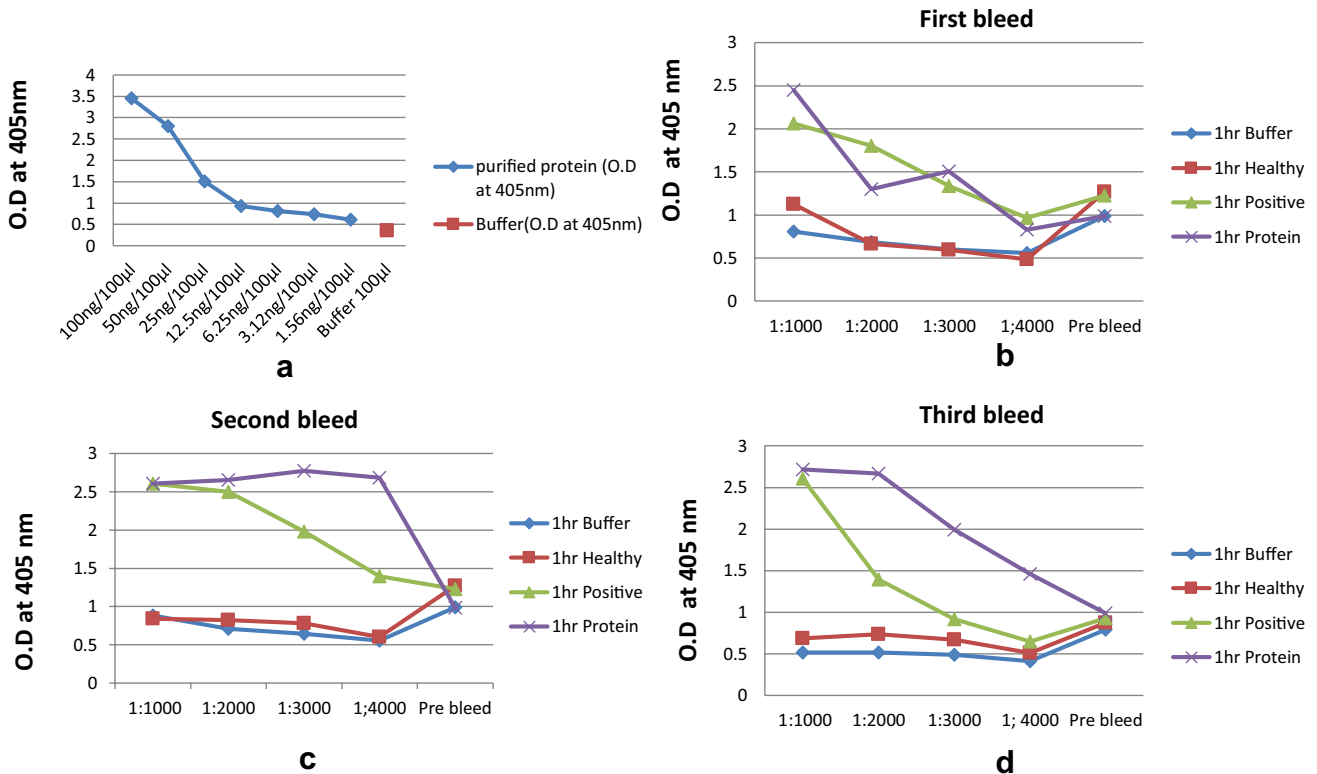 O.D at 405nm
4
3.5
3
2.5
2
1.5
1
0.5
0
100ng/100µl
50ng/100µl
25ng/100µl
12.5ng/100µl
6.25ng/100µl
3.12ng/100µl
1.56ng/100µl
Buffer 100µl
purified protein (O.D
at 405nm)
Buffer(O.D at 405nm)
a
First bleed
O.D at 405 nm
3
2.5
2
1.5
1
0.5
0
1:1000
1:2000
1:3000
1;4000
Pre bleed
1hr Buffer
1hr Healthy
1hr Positive
1hr Protein
b
Second bleed
O.D at 405 nm
3
2.5
2
1.5
1
0.5
0
1:1000
1:2000
1:3000
1;4000
Pre bleed
1hr Buffer
1hr Healthy
1hr Positive
1hr Protein
c
Third bleed
O.D at 405 nm
3
2.5
2
1.5
1
0.5
0
1:1000
1:2000
1:3000
1; 4000
Pre bleed
1hr Buffer
1hr Healthy
1hr Positive
1hr Protein
d